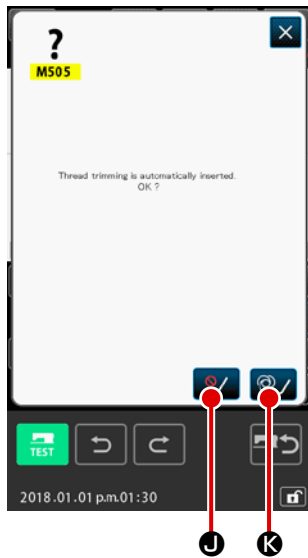 ?
M505
Thread trimming is automatically inserted.
OK ?
TEST
2018.01.01 p.m.01:30
J K